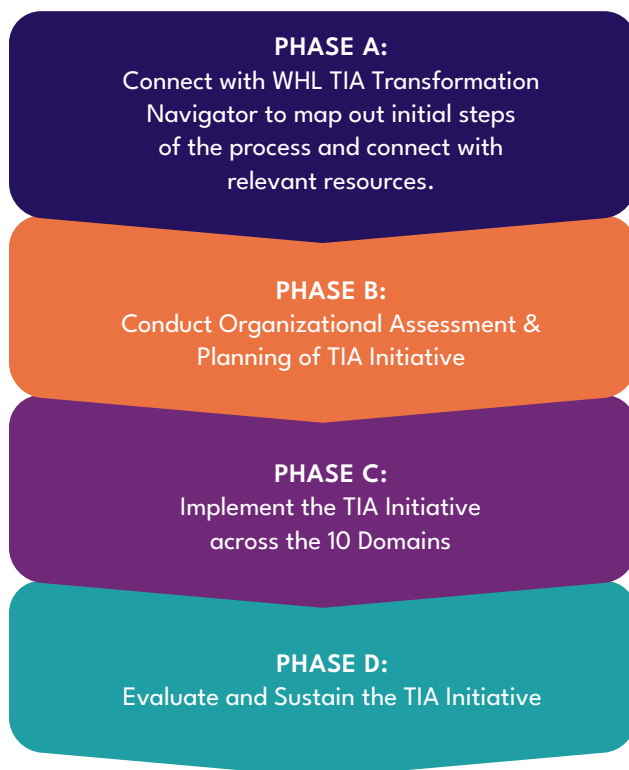 PHASE A:
Connect with WHL TIA Transformation
Navigator to map out initial steps
of the process and connect with
relevant resources.
PHASE B:
Conduct Organizational Assessment &
Planning of TIA Initiative
PHASE C:
Implement the TIA Initiative
across the 10 Domains
PHASE D:
Evaluate and Sustain the TIA Initiative